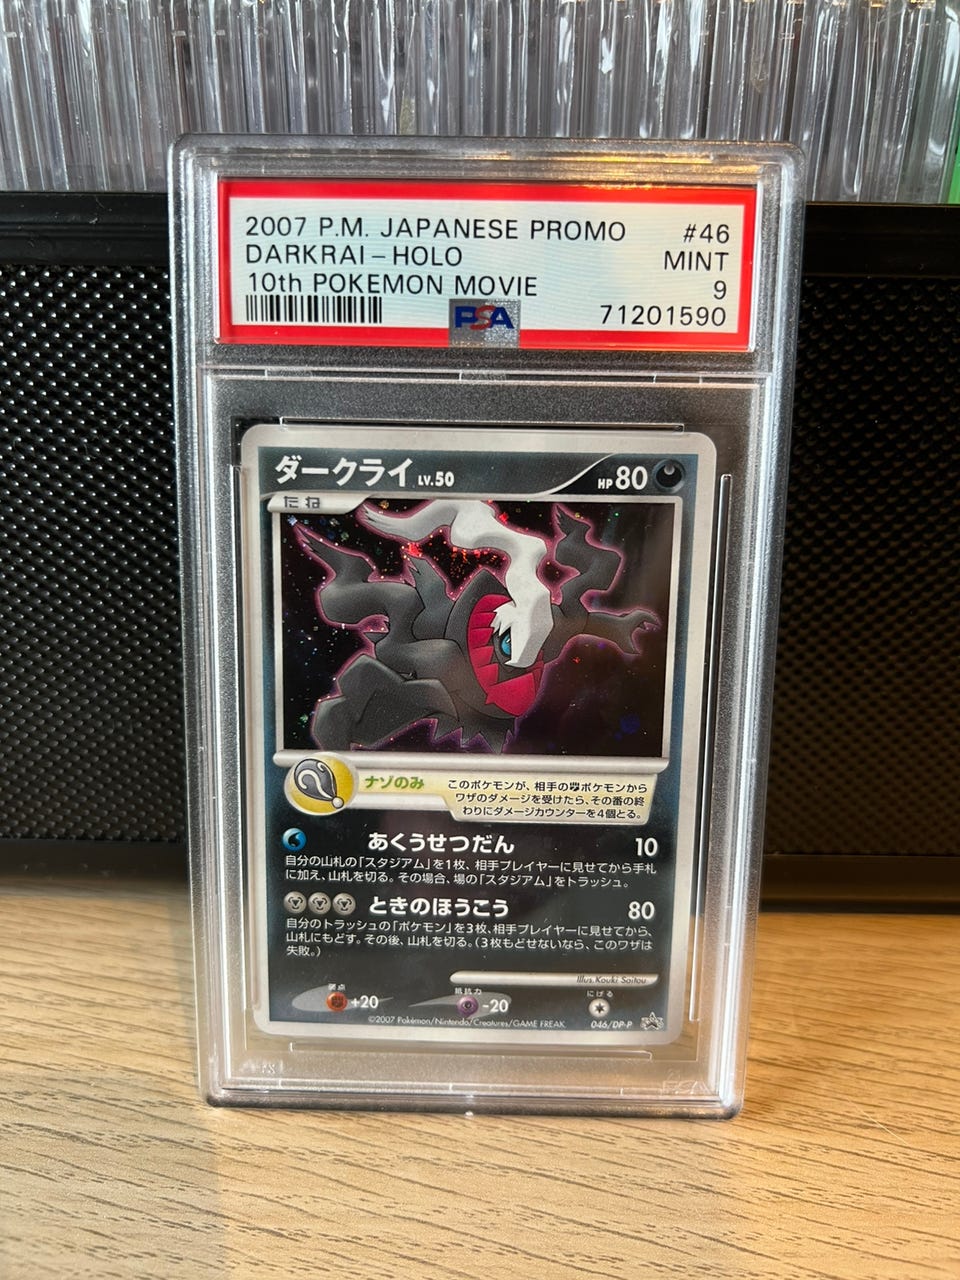 2007 P.M. JAPANESE PROMO #46
DARKRAI-HOLO MINT
10th POKEMON MOVIE 9
PSA 71201590
ダークライ LV.50 HP 80
たね
ナゾのみ
このポケモンが、相手のポケモンから
ワザのダメージを受けたら、その番の終
わりにダメージカウンターを4個とる。
あくうせつだん 10
自分の山札の「スタジアム」を1枚、相手プレイヤーに見せてから手札
に加え、山札を切る。その場合、場の「スタジアム」をトラッシュ。
ときのほうこう 80
自分のトラッシュの「ポケモン」を3枚、相手プレイヤーに見せてから、
山札にもどす。その後、山札を切る。(3枚もどせないなら、このワザは
失敗。)
Illus. Kouki Saitou
弱点 +20 抵抗力 -20 にげる
©2007 Pokémon/Nintendo/Creatures/GAME FREAK 046/DP-P